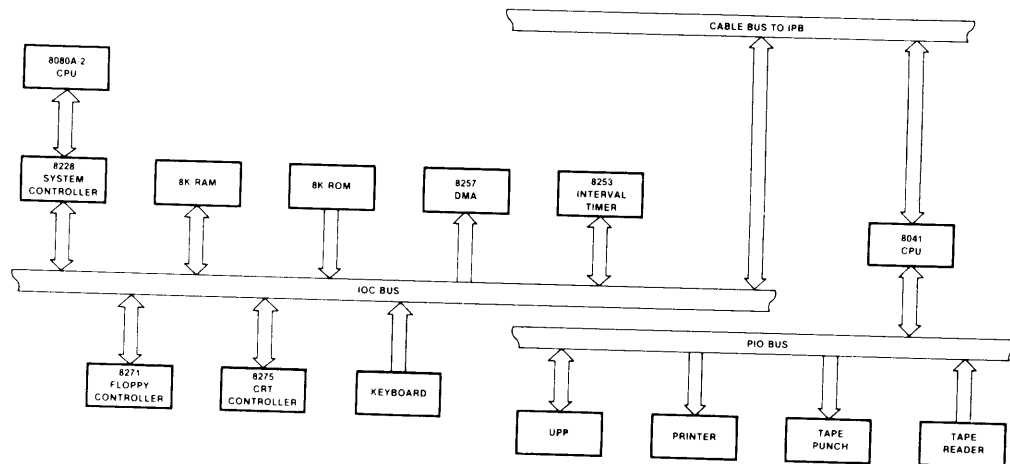 CABLE BUS TO IPB
8080A-2
CPU
8228
SYSTEM
CONTROLLER
8K RAM
8K ROM
8257
DMA
8253
INTERVAL
TIMER
8041
CPU
IOC BUS
PIO BUS
8271
FLOPPY
CONTROLLER
8275
CRT
CONTROLLER
KEYBOARD
UPP
PRINTER
TAPE
PUNCH
TAPE
READER